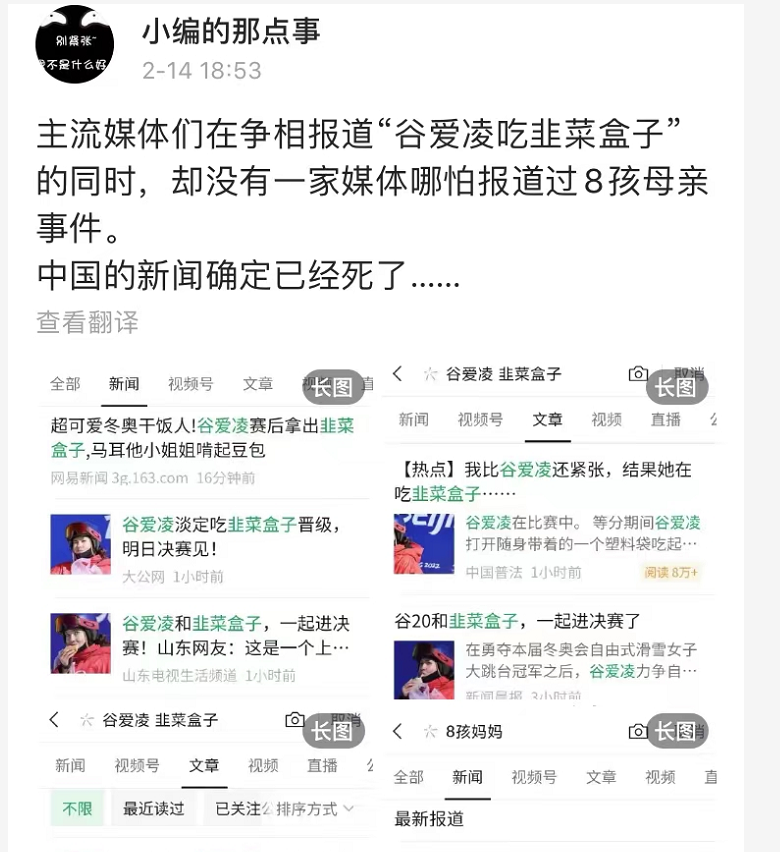 别紧张~
我不是什么好
小编的那点事
2-14 18:53
主流媒体们在争相报道“谷爱凌吃韭菜盒子”
的同时，却没有一家媒体哪怕报道过8孩母亲
事件。
中国的新闻确定已经死了......
查看翻译
全部 新闻 视频号 文章 视频 直
长图
超可爱冬奥干饭人!谷爱凌赛后拿出韭菜
盒子,马耳他小姐姐啃起豆包
网易新闻 3g.163.com 16分钟前
谷爱凌淡定吃韭菜盒子晋级，
明日决赛见！
大公网 1小时前
谷爱凌和韭菜盒子，一起进决
赛！山东网友：这是一个上…
山东电视生活频道 1小时前
谷爱凌 韭菜盒子 取消
长图
新闻 视频号 文章 视频 直播 公
【热点】我比谷爱凌还紧张，结果她在
吃韭菜盒子……
谷爱凌在比赛中。 等分期间谷爱凌
打开随身带着的一个塑料袋吃起…
中国普法 1小时前 阅读 8万+
谷20和韭菜盒子，一起进决赛了
在勇夺本届冬奥会自由式滑雪女子
大跳台冠军之后，谷爱凌力争自…
新闻晨报 3小时前
谷爱凌 韭菜盒子 取消
长图
新闻 视频号 文章 视频 直播 公
不限 最近读过 已关注公 排序方式
8孩妈妈 取消
长图
全部 新闻 视频号 文章 视频 直
最新报道